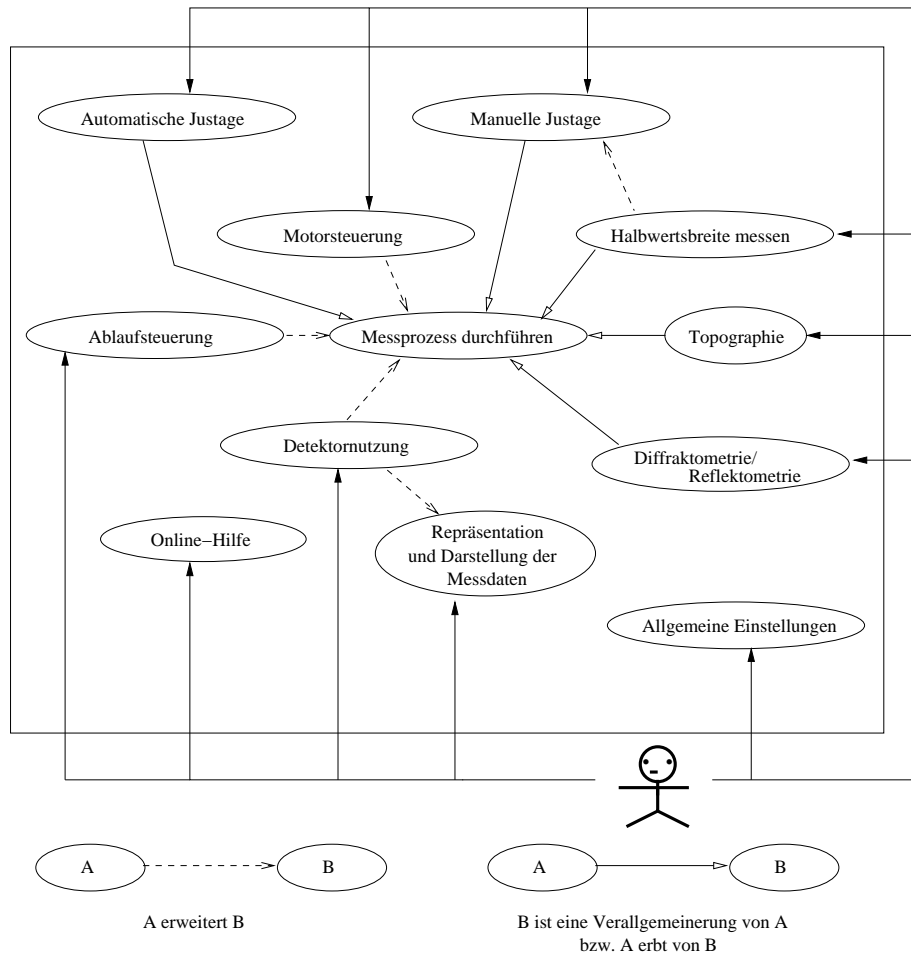 Automatische Justage
Manuelle Justage
Motorsteuerung
Halbwertsbreite messen
Ablaufsteuerung
Messprozess durchführen
Topographie
Detektornutzung
Diffraktometrie/
Reflektometrie
Online−Hilfe
Repräsentation
und Darstellung der
Messdaten
Allgemeine Einstellungen
A
B
A
B
A erweitert B
B ist eine Verallgemeinerung von A
bzw. A erbt von B